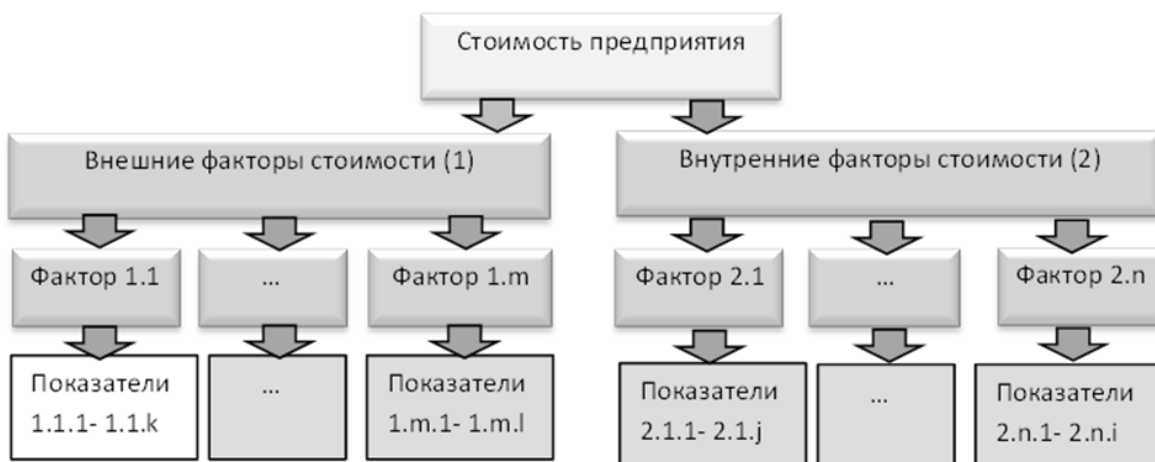 Стоимость предприятия
Внешние факторы стоимости (1)
Внутренние факторы стоимости (2)
Фактор 1.1
...
Фактор 1.m
Фактор 2.1
...
Фактор 2.n
Показатели
1.1.1- 1.1.k
...
Показатели
1.m.1- 1.m.l
Показатели
2.1.1- 2.1.j
...
Показатели
2.n.1- 2.n.i